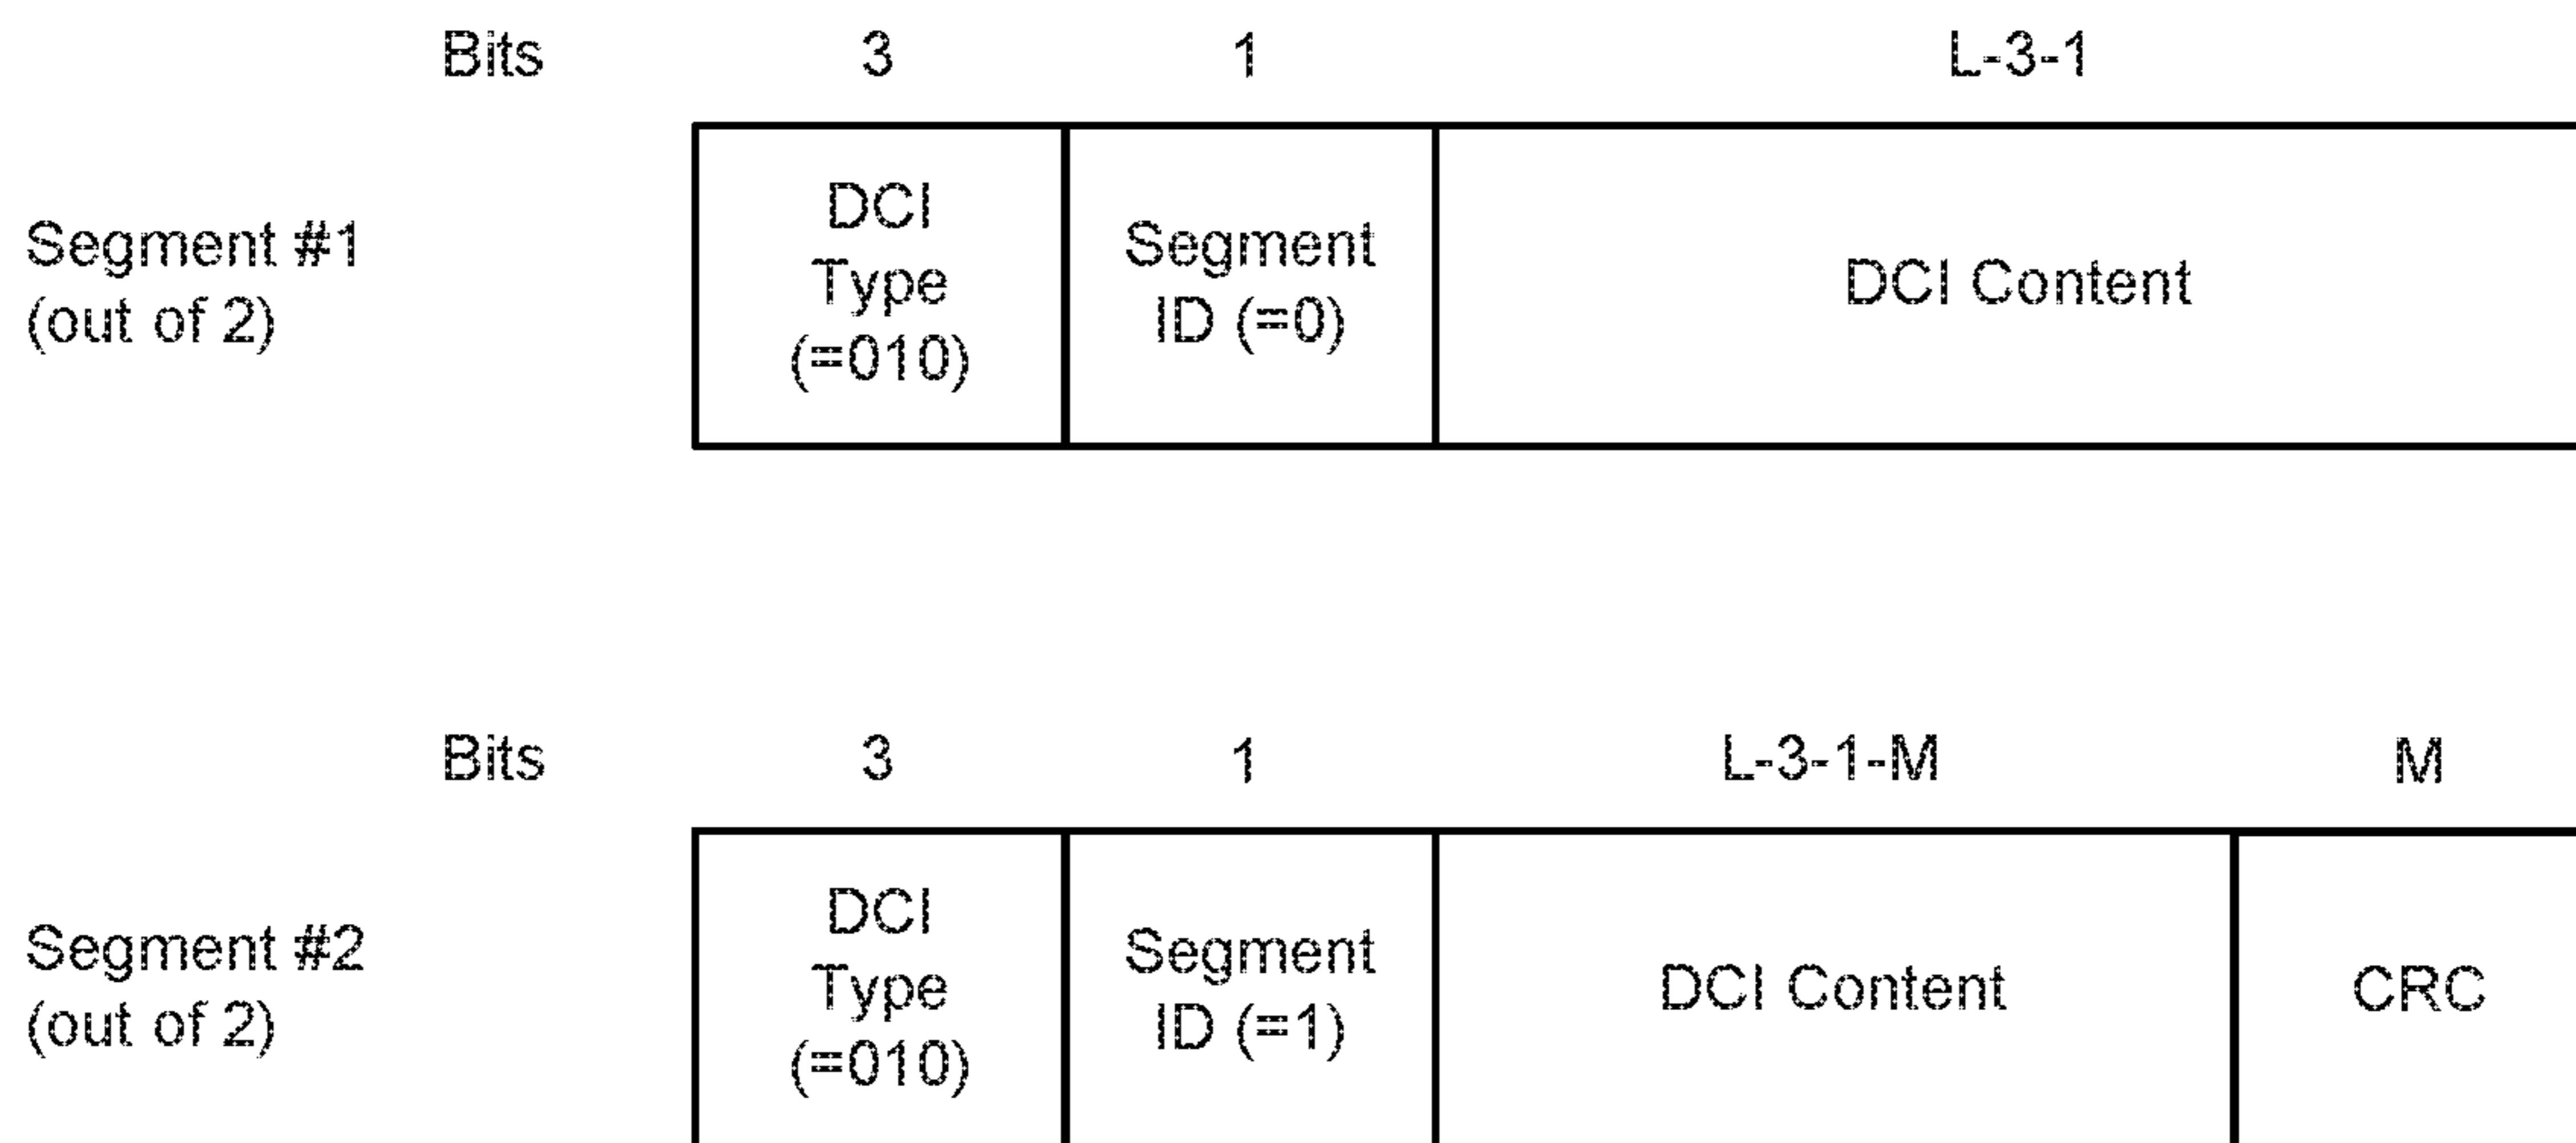 Bits 3 1 L-3-1
Segment #1
(out of 2)
DCI
Type
(=010)
Segment
ID (=0)
DCI Content
Bits 3 1 L-3-1-M M
Segment #2
(out of 2)
DCI
Type
(=010)
Segment
ID (=1)
DCI Content
CRC